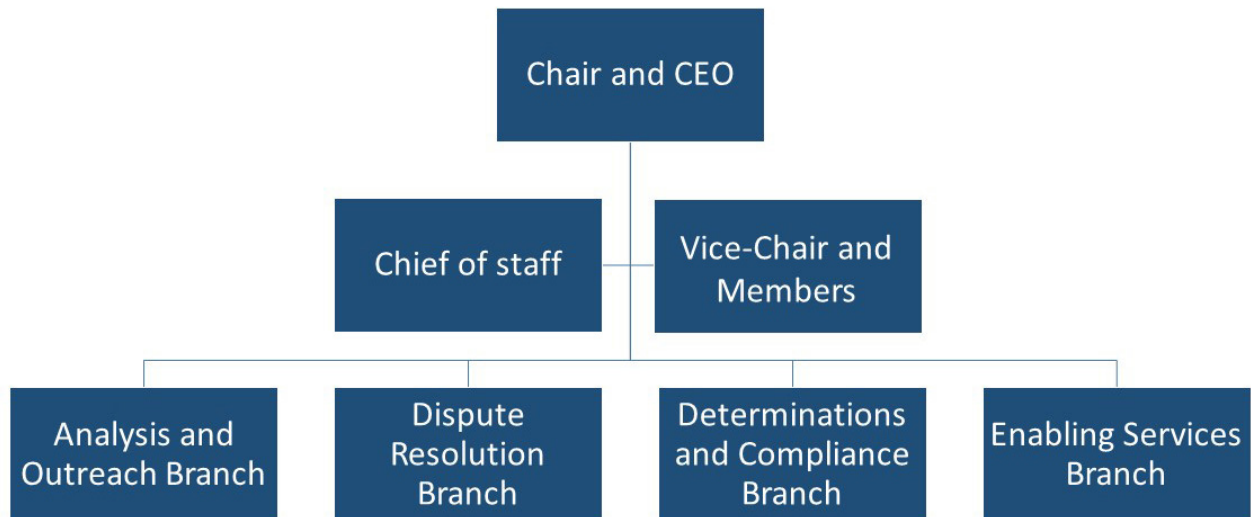 Chair and CEO
Chief of staff
Vice-Chair and
Members
Analysis and
Outreach Branch
Dispute
Resolution
Branch
Determinations
and Compliance
Branch
Enabling Services
Branch